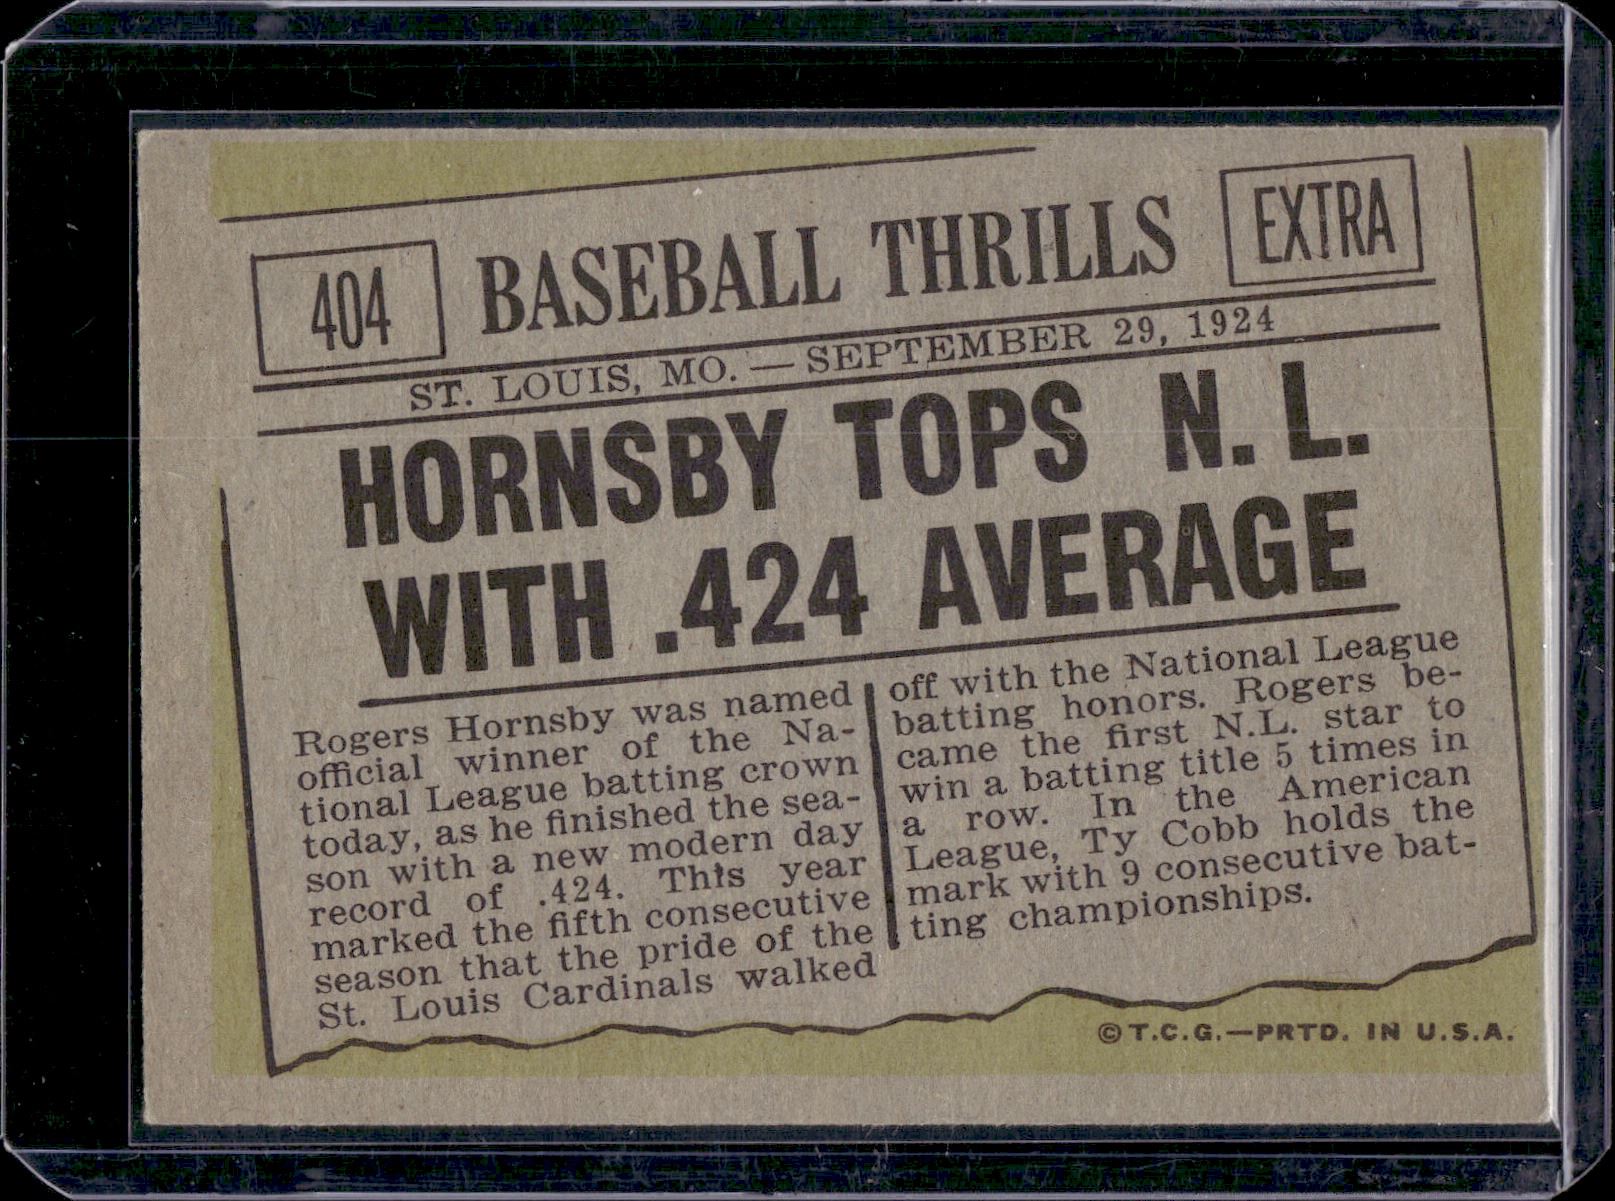 404
BASEBALL THRILLS
EXTRA
ST. LOUIS, MO. — SEPTEMBER 29, 1924
HORNSBY TOPS N. L.
WITH .424 AVERAGE
Rogers Hornsby was named
official winner of the Na-
tional League batting crown
today, as he finished the sea-
son with a new modern day
record of .424. This year
marked the fifth consecutive
season that the pride of the
St. Louis Cardinals walked
off with the National League
batting honors. Rogers be-
came the first N.L. star to
win a batting title 5 times in
a row. In the American
League, Ty Cobb holds the
mark with 9 consecutive bat-
ting championships.
© T.C.G.—PRTD. IN U.S.A.